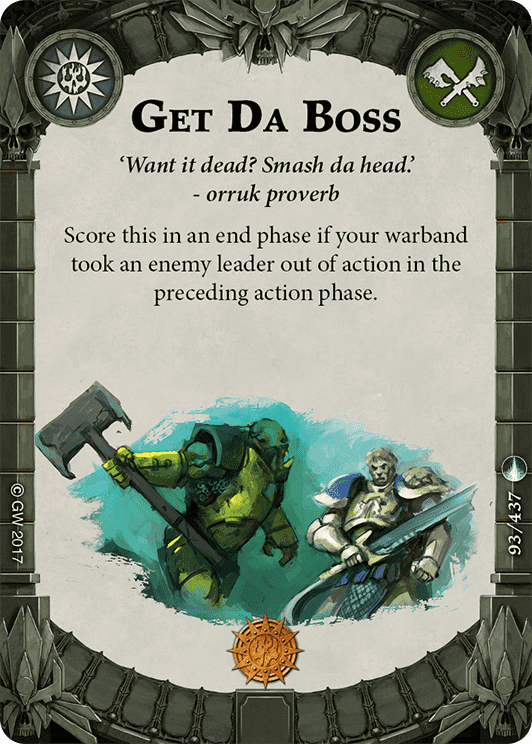 Get Da Boss
‘Want it dead? Smash da head.’
- orruk proverb
Score this in an end phase if your warband
took an enemy leader out of action in the
preceding action phase.
© GW 2017
93/437